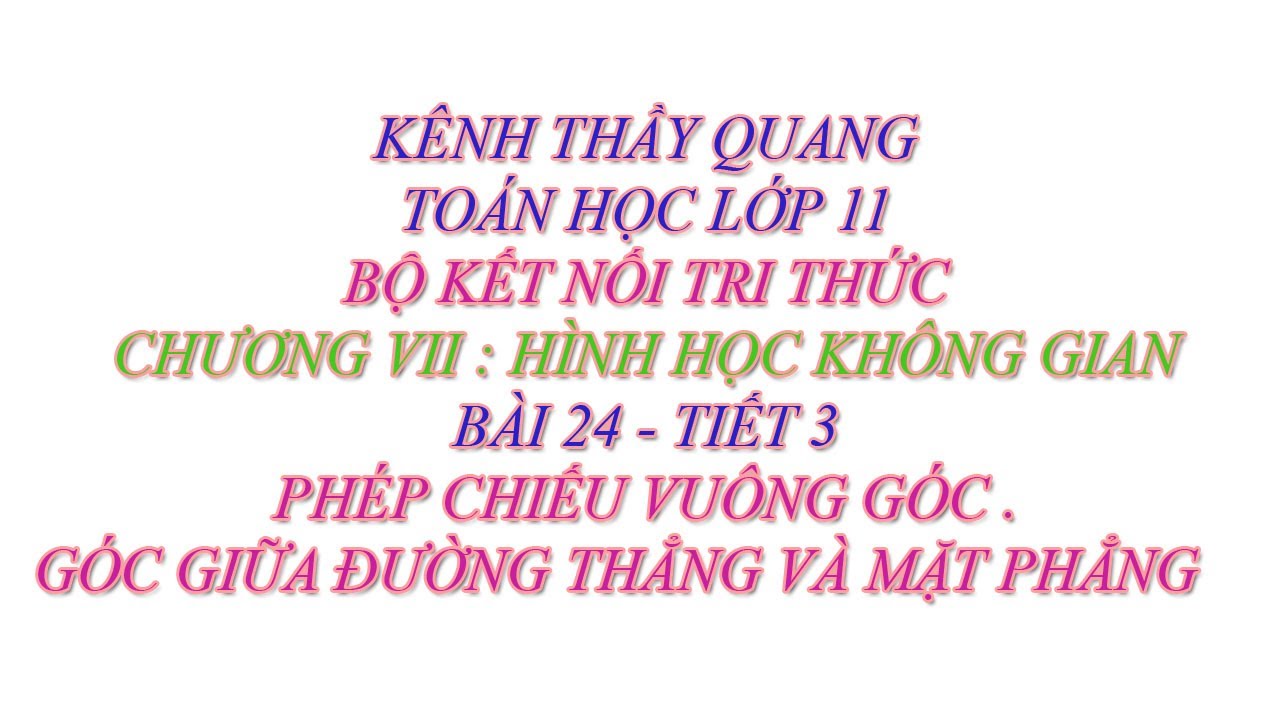 KÊNH THẦY QUANG
TOÁN HỌC LỚP 11
BỘ KẾT NỐI TRI THỨC
CHƯƠNG VII : HÌNH HỌC KHÔNG GIAN
BÀI 24 - TIẾT 3
PHÉP CHIẾU VUÔNG GÓC .
GÓC GIỮA ĐƯỜNG THẲNG VÀ MẶT PHẲNG